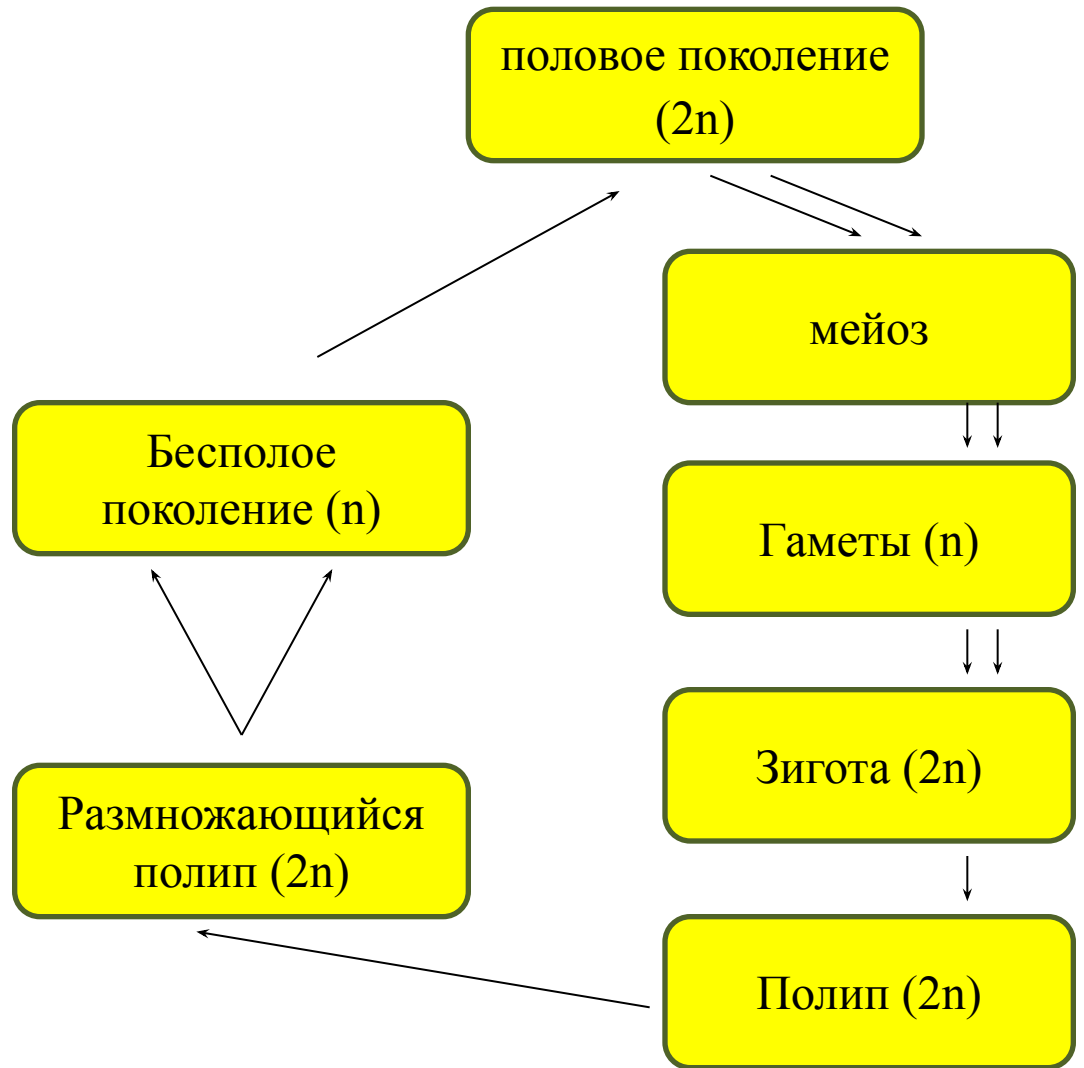 половое поколение
(2n)
мейоз
Бесполое
поколение (n)
Гаметы (n)
Зигота (2n)
Размножающийся
полип (2n)
Полип (2n)